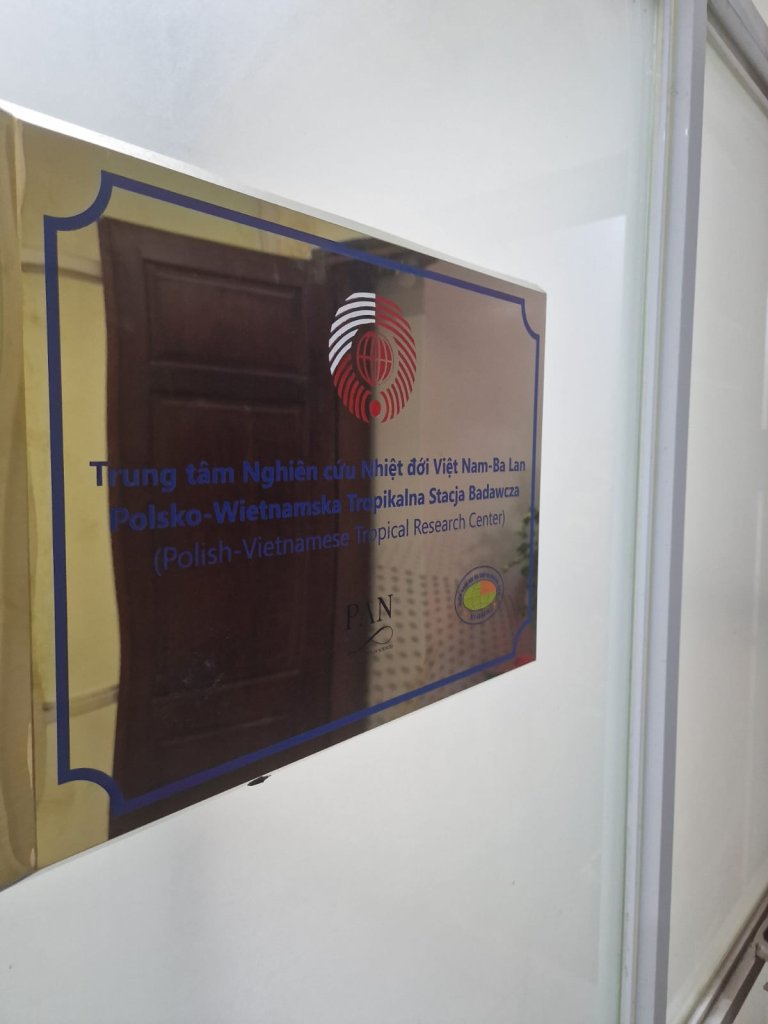 Trung tâm Nghiên cứu Nhiệt đới Việt Nam-Ba Lan
Polsko-Wietnamska Tropikalna Stacja Badawcza
(Polish-Vietnamese Tropical Research Center)
PAN